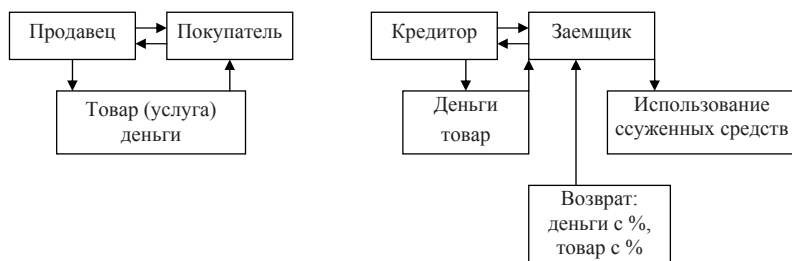 Продавец
Покупатель
Товар (услуга)
деньги
Кредитор
Заемщик
Деньги
товар
Использование
ссуженных средств
Возврат:
деньги с %,
товар с %